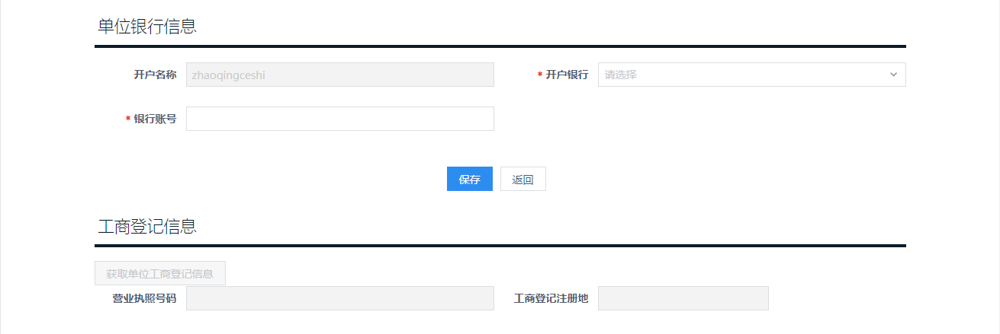 单位银行信息
开户名称 zhaoqingceshi * 开户银行 请选择
* 银行账号
保存 返回
工商登记信息
获取单位工商登记信息
营业执照号码 工商登记注册地